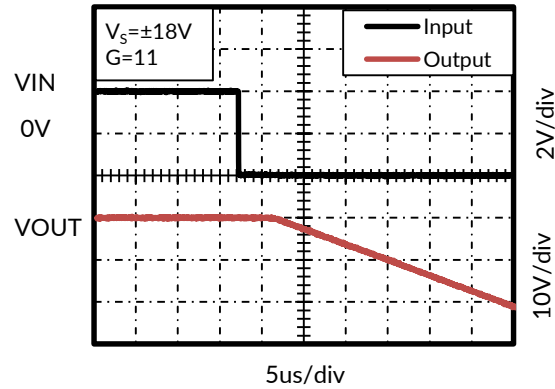 VS=±18V
G=11
Input
Output
VIN
0V
2V/div
VOUT
10V/div
5us/div